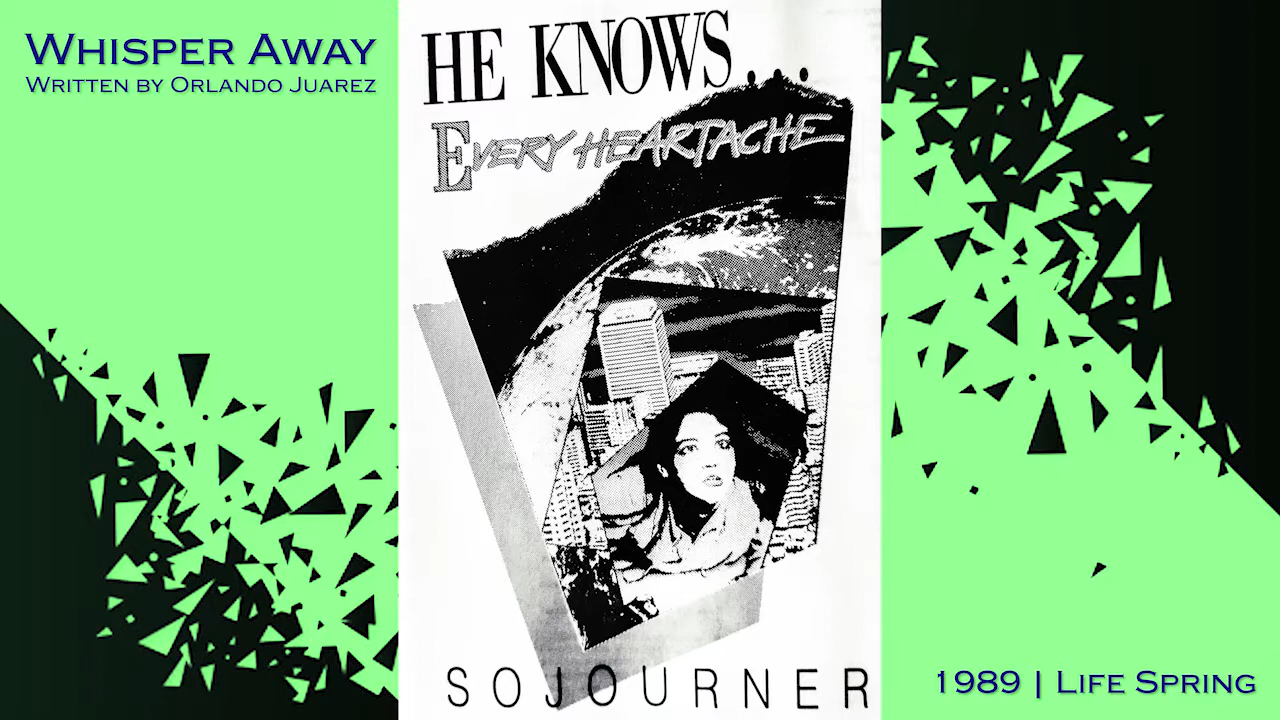 Whisper Away
Written by Orlando Juarez
HE KNOWS...
EVERY HEARTACHE
SOJOURNER
1989 | Life Spring